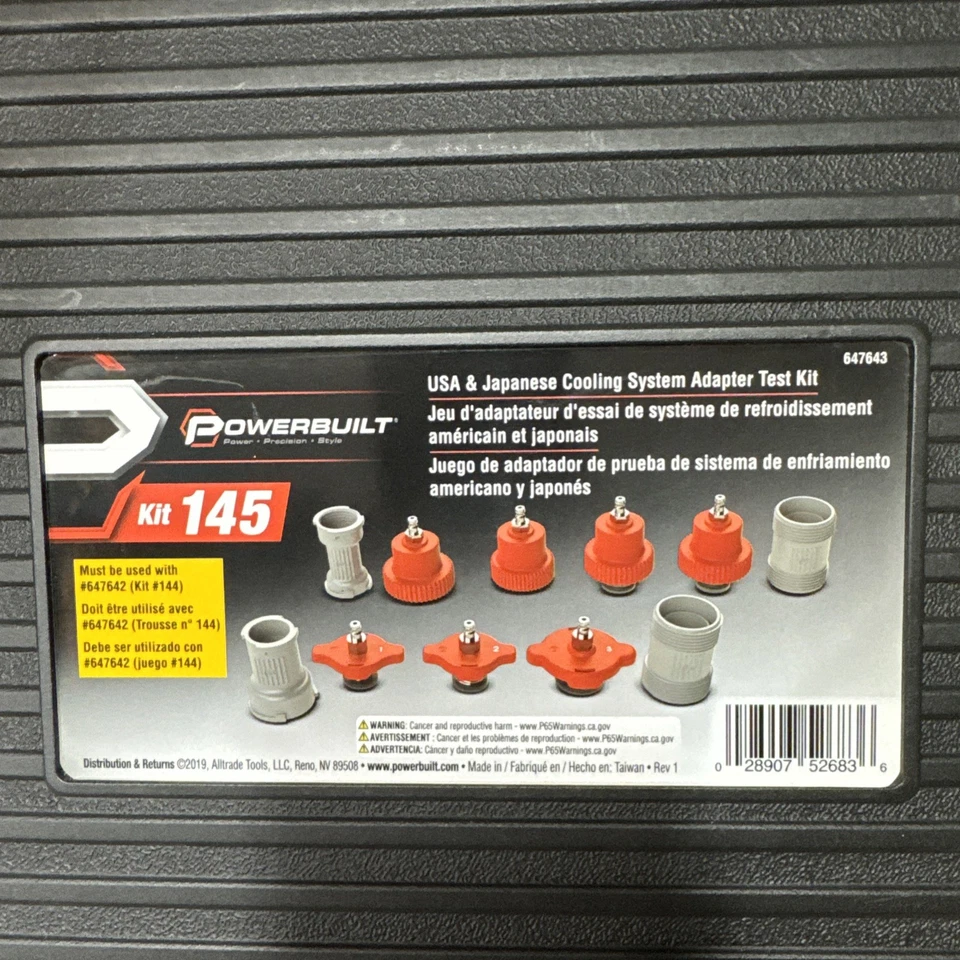 647643
USA & Japanese Cooling System Adapter Test Kit
Jeu d'adaptateur d'essai de système de refroidissement
américain et japonais
Juego de adaptador de prueba de sistema de enfriamiento
americano y japonés
POWERBUILT®
Power • Precision • Style
Kit 145
Must be used with
#647642 (Kit #144)
Doit être utilisé avec
#647642 (Trousse n° 144)
Debe ser utilizado con
#647642 (juego #144)
WARNING: Cancer and reproductive harm - www.P65Warnings.ca.gov
AVERTISSEMENT : Cancer et les problèmes de reproduction - www.P65Warnings.ca.gov
ADVERTENCIA: Cáncer y daño reproductivo - www.P65Warnings.ca.gov
Distribution & Returns ©2019, Alltrade Tools, LLC, Reno, NV 89508 • www.powerbuilt.com • Made in / Fabriqué en / Hecho en: Taiwan • Rev 1
0 28907 52683 6